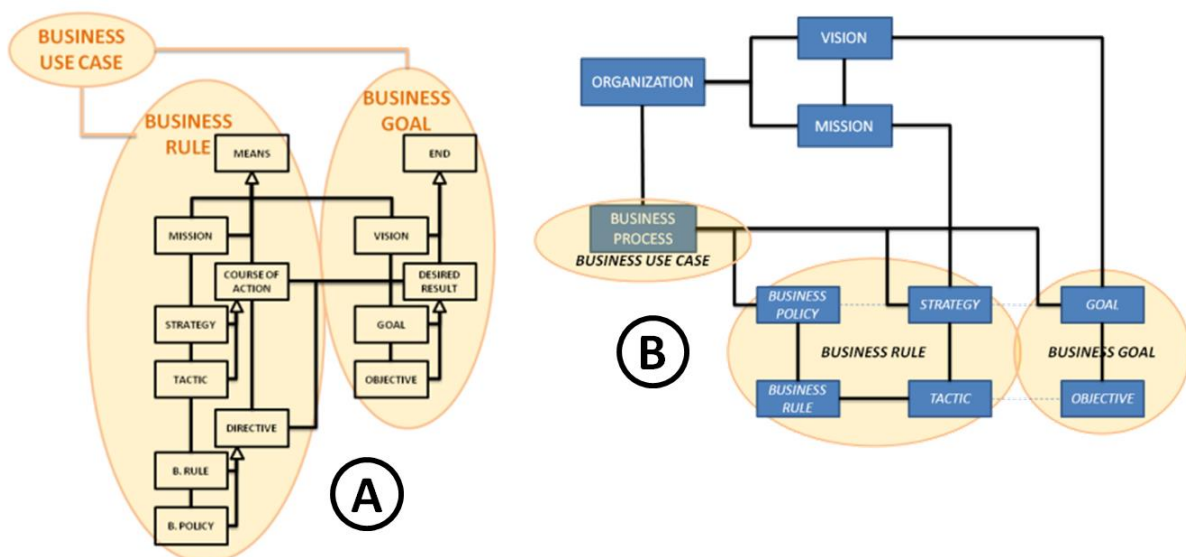 BUSINESS
USE CASE
BUSINESS
RULE
BUSINESS
GOAL
MEANS
END
MISSION
VISION
COURSE OF
ACTION
DESIRED
RESULT
STRATEGY
GOAL
TACTIC
OBJECTIVE
DIRECTIVE
B. RULE
B. POLICY
A
VISION
ORGANIZATION
MISSION
BUSINESS
PROCESS
BUSINESS USE CASE
BUSINESS
POLICY
STRATEGY
GOAL
BUSINESS RULE
BUSINESS GOAL
BUSINESS
RULE
TACTIC
OBJECTIVE
B